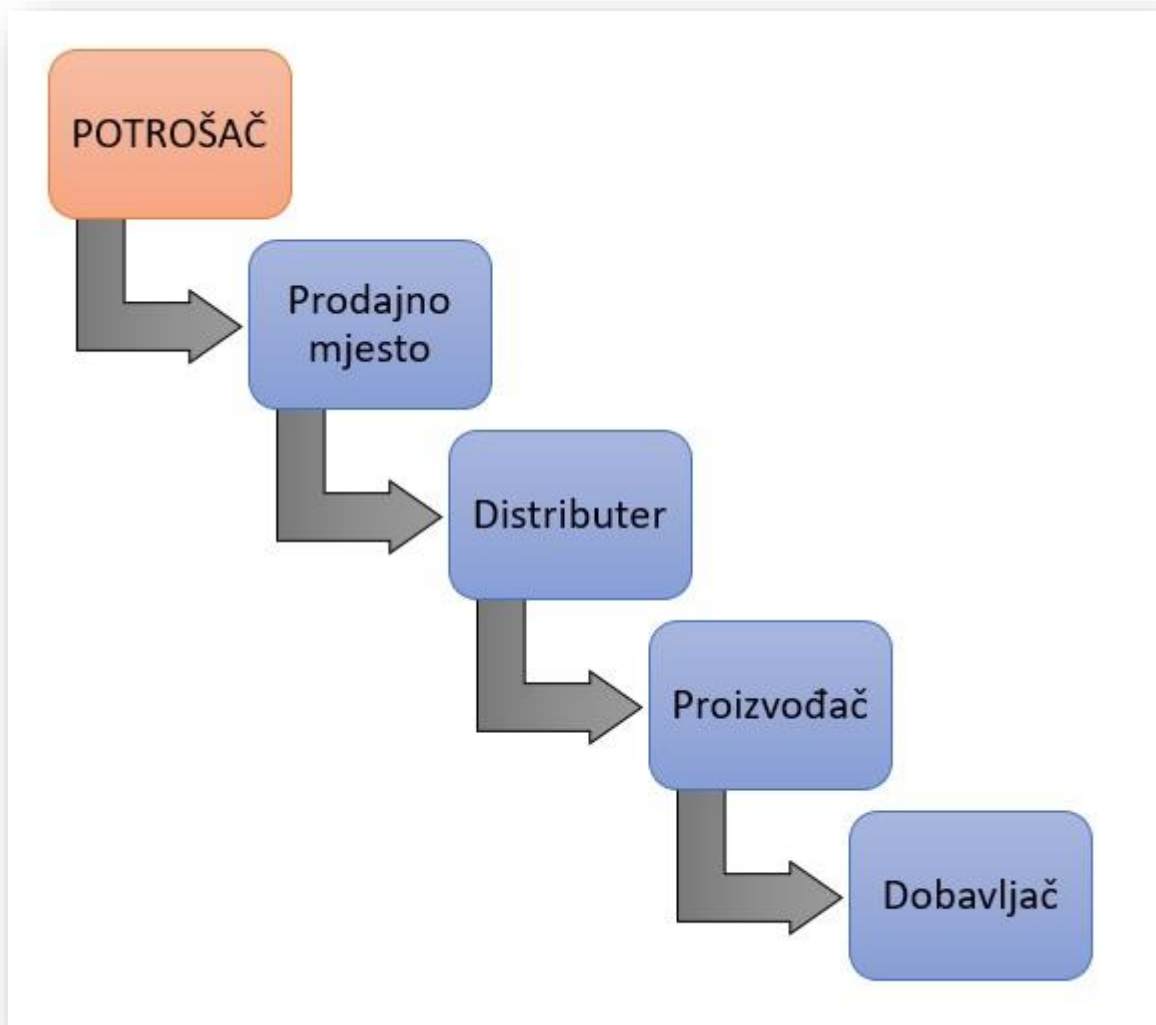 POTROŠAČ
Prodajno
mjesto
Distributer
Proizvođač
Dobavljač